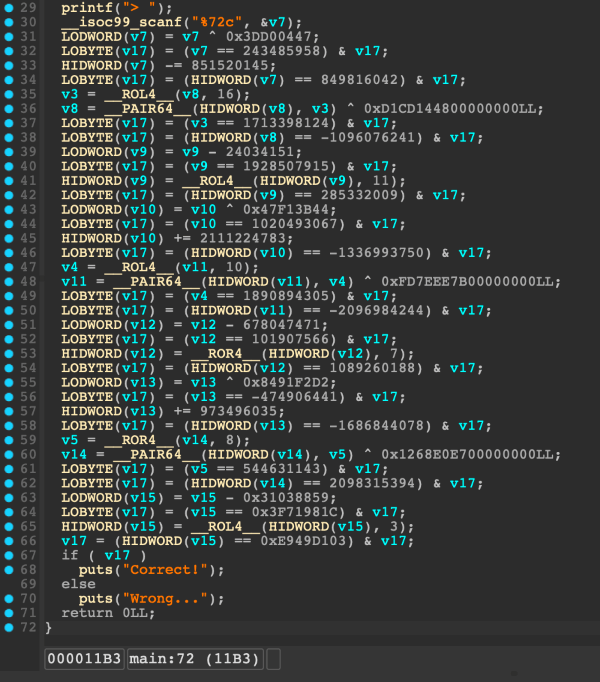 29 printf("> ");
30 __isoc99_scanf("%72c", &v7);
31 LODWORD(v7) = v7 ^ 0x3DD00447;
32 LOBYTE(v17) = (v7 == 243485958) & v17;
33 HIDWORD(v7) -= 851520145;
34 LOBYTE(v17) = (HIDWORD(v7) == 849816042) & v17;
35 v3 = __ROL4__(v8, 16);
36 v8 = __PAIR64__(HIDWORD(v8), v3) ^ 0xD1CD144800000000LL;
37 LOBYTE(v17) = (v3 == 1713398124) & v17;
38 LOBYTE(v17) = (HIDWORD(v8) == -1096076241) & v17;
39 LODWORD(v9) = v9 - 24034151;
40 LOBYTE(v17) = (v9 == 1928507915) & v17;
41 HIDWORD(v9) = __ROL4__(HIDWORD(v9), 11);
42 LOBYTE(v17) = (HIDWORD(v9) == 285332009) & v17;
43 LODWORD(v10) = v10 ^ 0x47F13B44;
44 LOBYTE(v17) = (v10 == 1020493067) & v17;
45 HIDWORD(v10) += 2111224783;
46 LOBYTE(v17) = (HIDWORD(v10) == -1336993750) & v17;
47 v4 = __ROL4__(v11, 10);
48 v11 = __PAIR64__(HIDWORD(v11), v4) ^ 0xFD7EEE7B00000000LL;
49 LOBYTE(v17) = (v4 == 1890894305) & v17;
50 LOBYTE(v17) = (HIDWORD(v11) == -2096984244) & v17;
51 LODWORD(v12) = v12 - 678047471;
52 LOBYTE(v17) = (v12 == 101907566) & v17;
53 HIDWORD(v12) = __ROR4__(HIDWORD(v12), 7);
54 LOBYTE(v17) = (HIDWORD(v12) == 1089260188) & v17;
55 LODWORD(v13) = v13 ^ 0x8491F2D2;
56 LOBYTE(v17) = (v13 == -474906441) & v17;
57 HIDWORD(v13) += 973496035;
58 LOBYTE(v17) = (HIDWORD(v13) == -1686844078) & v17;
59 v5 = __ROR4__(v14, 8);
60 v14 = __PAIR64__(HIDWORD(v14), v5) ^ 0x1268E0E700000000LL;
61 LOBYTE(v17) = (v5 == 544631143) & v17;
62 LOBYTE(v17) = (HIDWORD(v14) == 2098315394) & v17;
63 LODWORD(v15) = v15 - 0x31038859;
64 LOBYTE(v17) = (v15 == 0x3F71981C) & v17;
65 HIDWORD(v15) = __ROL4__(HIDWORD(v15), 3);
66 v17 = (HIDWORD(v15) == 0xE949D103) & v17;
67 if ( v17 )
68 puts("Correct!");
69 else
70 puts("Wrong...");
71 return 0LL;
72 }
000011B3 main:72 (11B3)